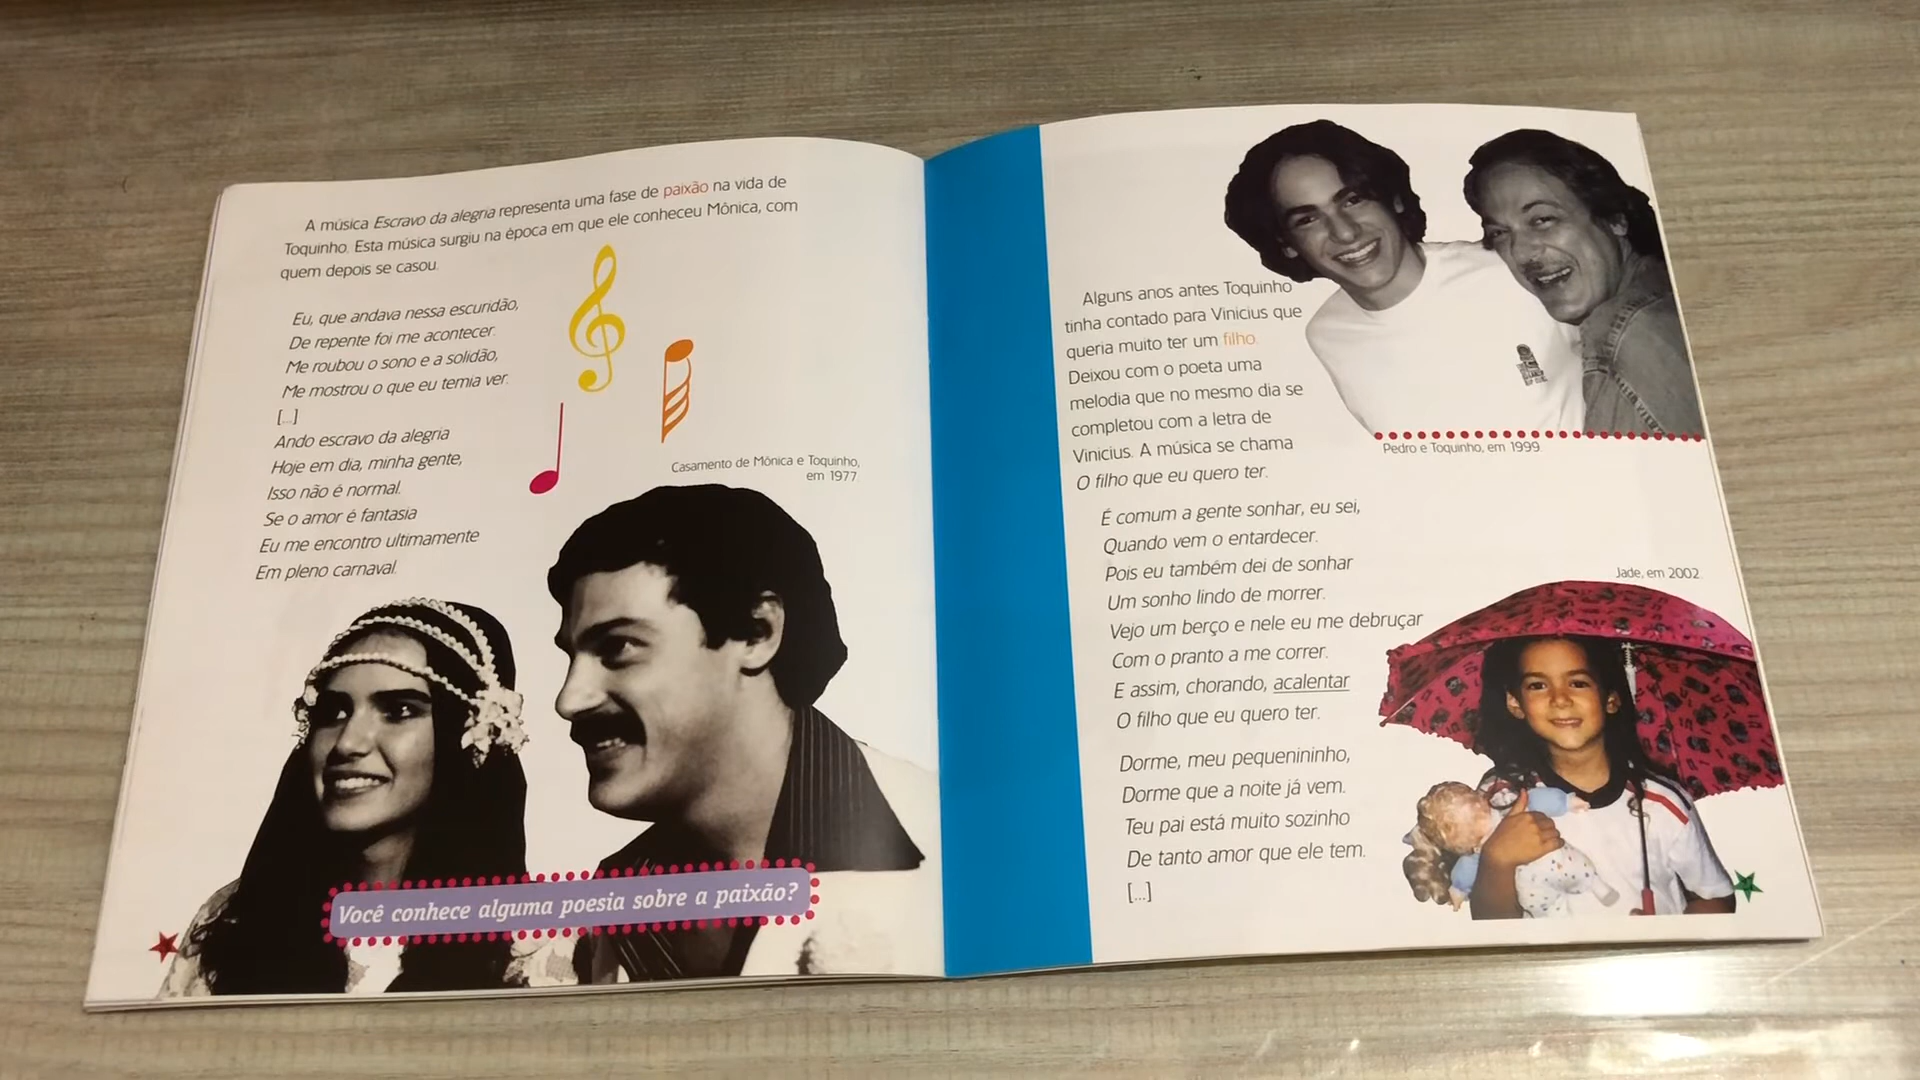 A música Escravo da alegria representa uma fase de paixão na vida de
Toquinho. Esta música surgiu na época em que ele conheceu Mônica, com
quem depois se casou.
Eu, que andava nessa escuridão,
De repente foi me acontecer.
Me roubou o sono e a solidão,
Me mostrou o que eu temia ver.
[...]
Ando escravo da alegria
Hoje em dia, minha gente,
Isso não é normal.
Se o amor é fantasia
Eu me encontro ultimamente
Em pleno carnaval.
Casamento de Mônica e Toquinho,
em 1977
Você conhece alguma poesia sobre a paixão?
Alguns anos antes Toquinho
tinha contado para Vinicius que
queria muito ter um filho.
Deixou com o poeta uma
melodia que no mesmo dia se
completou com a letra de
Vinicius. A música se chama
O filho que eu quero ter.
Pedro e Toquinho, em 1999.
É comum a gente sonhar, eu sei,
Quando vem o entardecer.
Pois eu também dei de sonhar
Um sonho lindo de morrer.
Vejo um berço e nele eu me debruçar
Com o pranto a me correr.
E assim, chorando, acalentar
O filho que eu quero ter.
Jade, em 2002.
Dorme, meu pequenininho,
Dorme que a noite já vem.
Teu pai está muito sozinho
De tanto amor que ele tem.
[...]